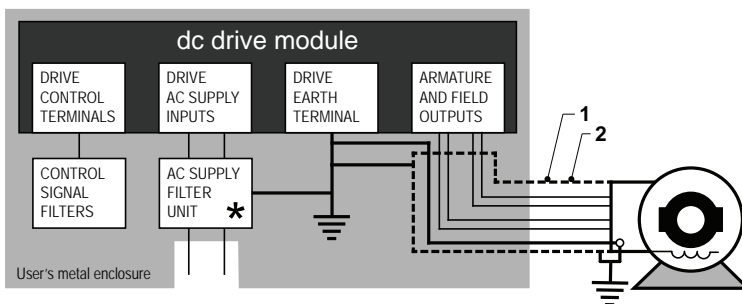 dc drive module
DRIVE
CONTROL
TERMINALS
DRIVE
AC SUPPLY
INPUTS
DRIVE
EARTH
TERMINAL
ARMATURE
AND FIELD
OUTPUTS
1
2
CONTROL
SIGNAL
FILTERS
AC SUPPLY
FILTER
UNIT *
User's metal enclosure